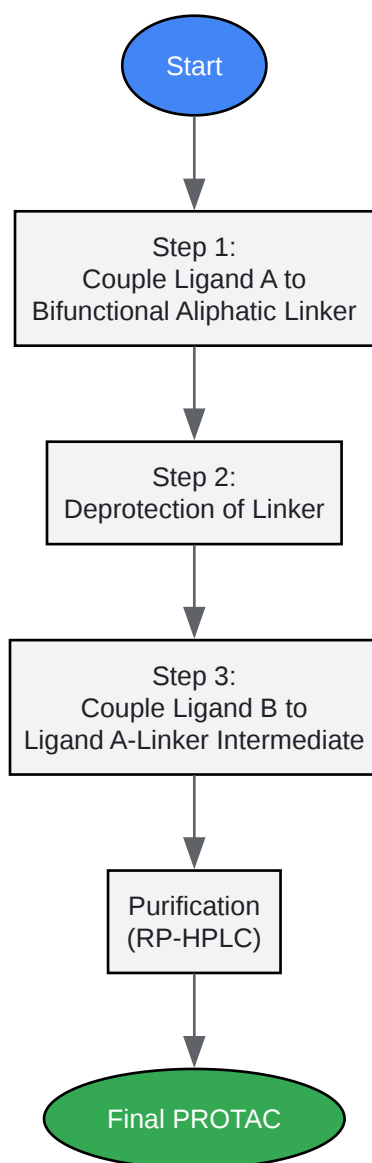 Start
Step 1:
Couple Ligand A to
Bifunctional Aliphatic Linker
Step 2:
Deprotection of Linker
Step 3:
Couple Ligand B to
Ligand A-Linker Intermediate
Purification
(RP-HPLC)
Final PROTAC